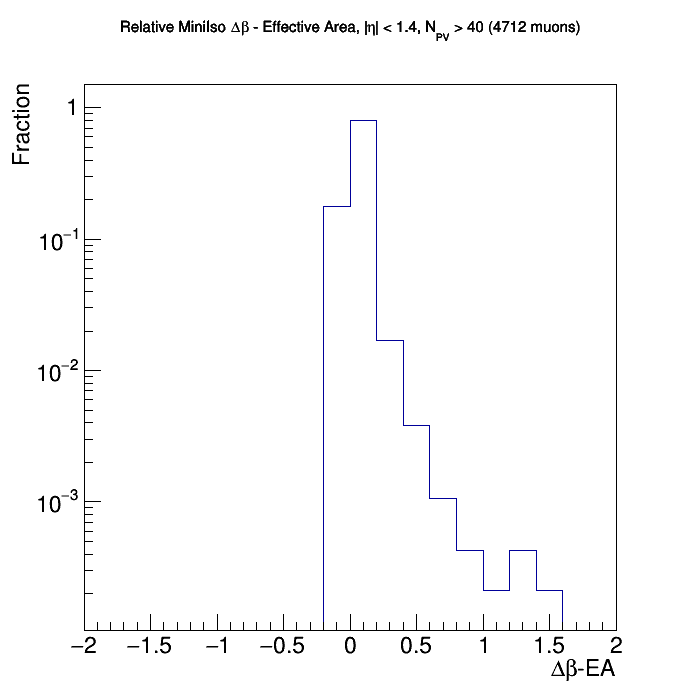 Relative MiniIso Δβ - Effective Area, |η| < 1.4, N_PV > 40 (4712 muons)
Fraction
1
10⁻¹
10⁻²
10⁻³
−2 −1.5 −1 −0.5 0 0.5 1 1.5 2
Δβ-EA